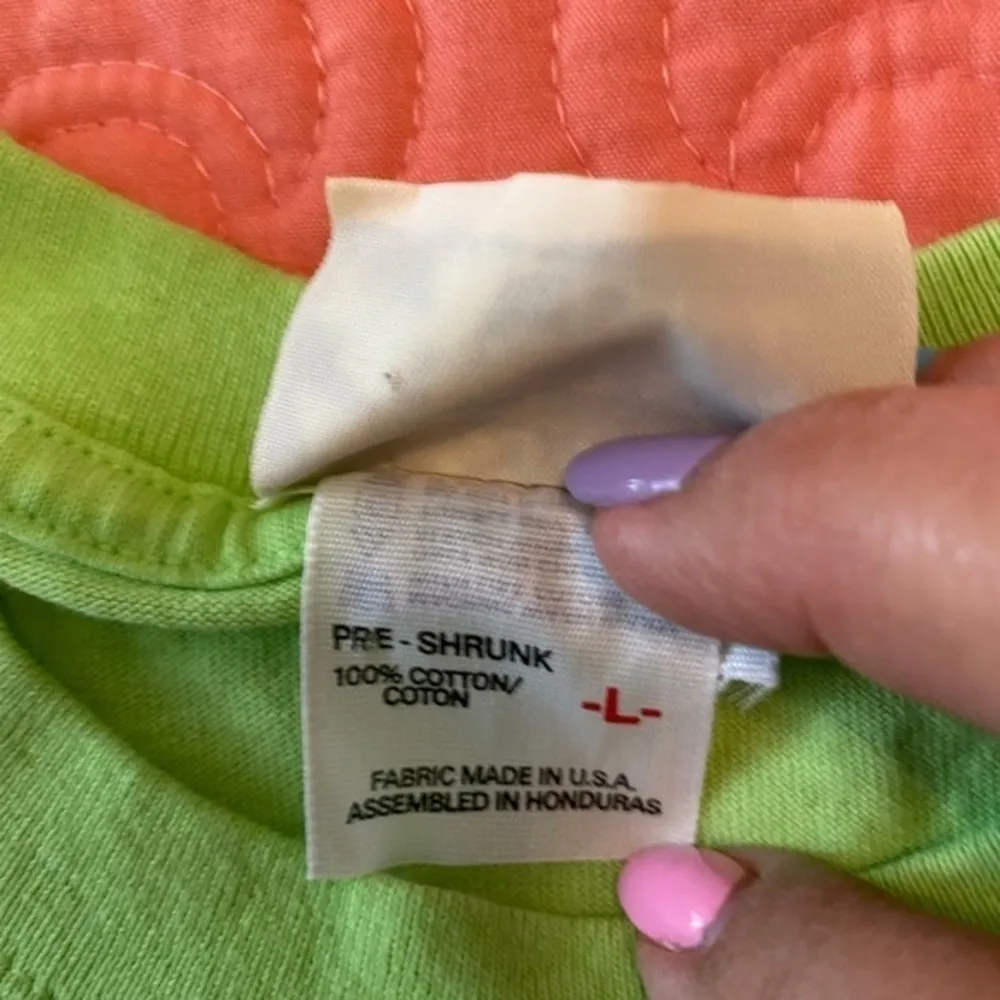 PRE - SHRUNK
100% COTTON/
COTON
-L-
FABRIC MADE IN U.S.A.
ASSEMBLED IN HONDURAS